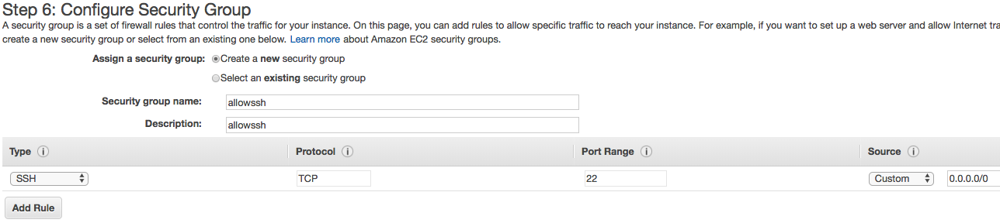 Step 6: Configure Security Group
A security group is a set of firewall rules that control the traffic for your instance. On this page, you can add rules to allow specific traffic to reach your instance. For example, if you want to set up a web server and allow Internet tra
create a new security group or select from an existing one below. Learn more about Amazon EC2 security groups.
Assign a security group: Create a new security group
Select an existing security group
Security group name: allowssh
Description: allowssh
Type i Protocol i Port Range i Source i
SSH TCP 22 Custom 0.0.0.0/0
Add Rule